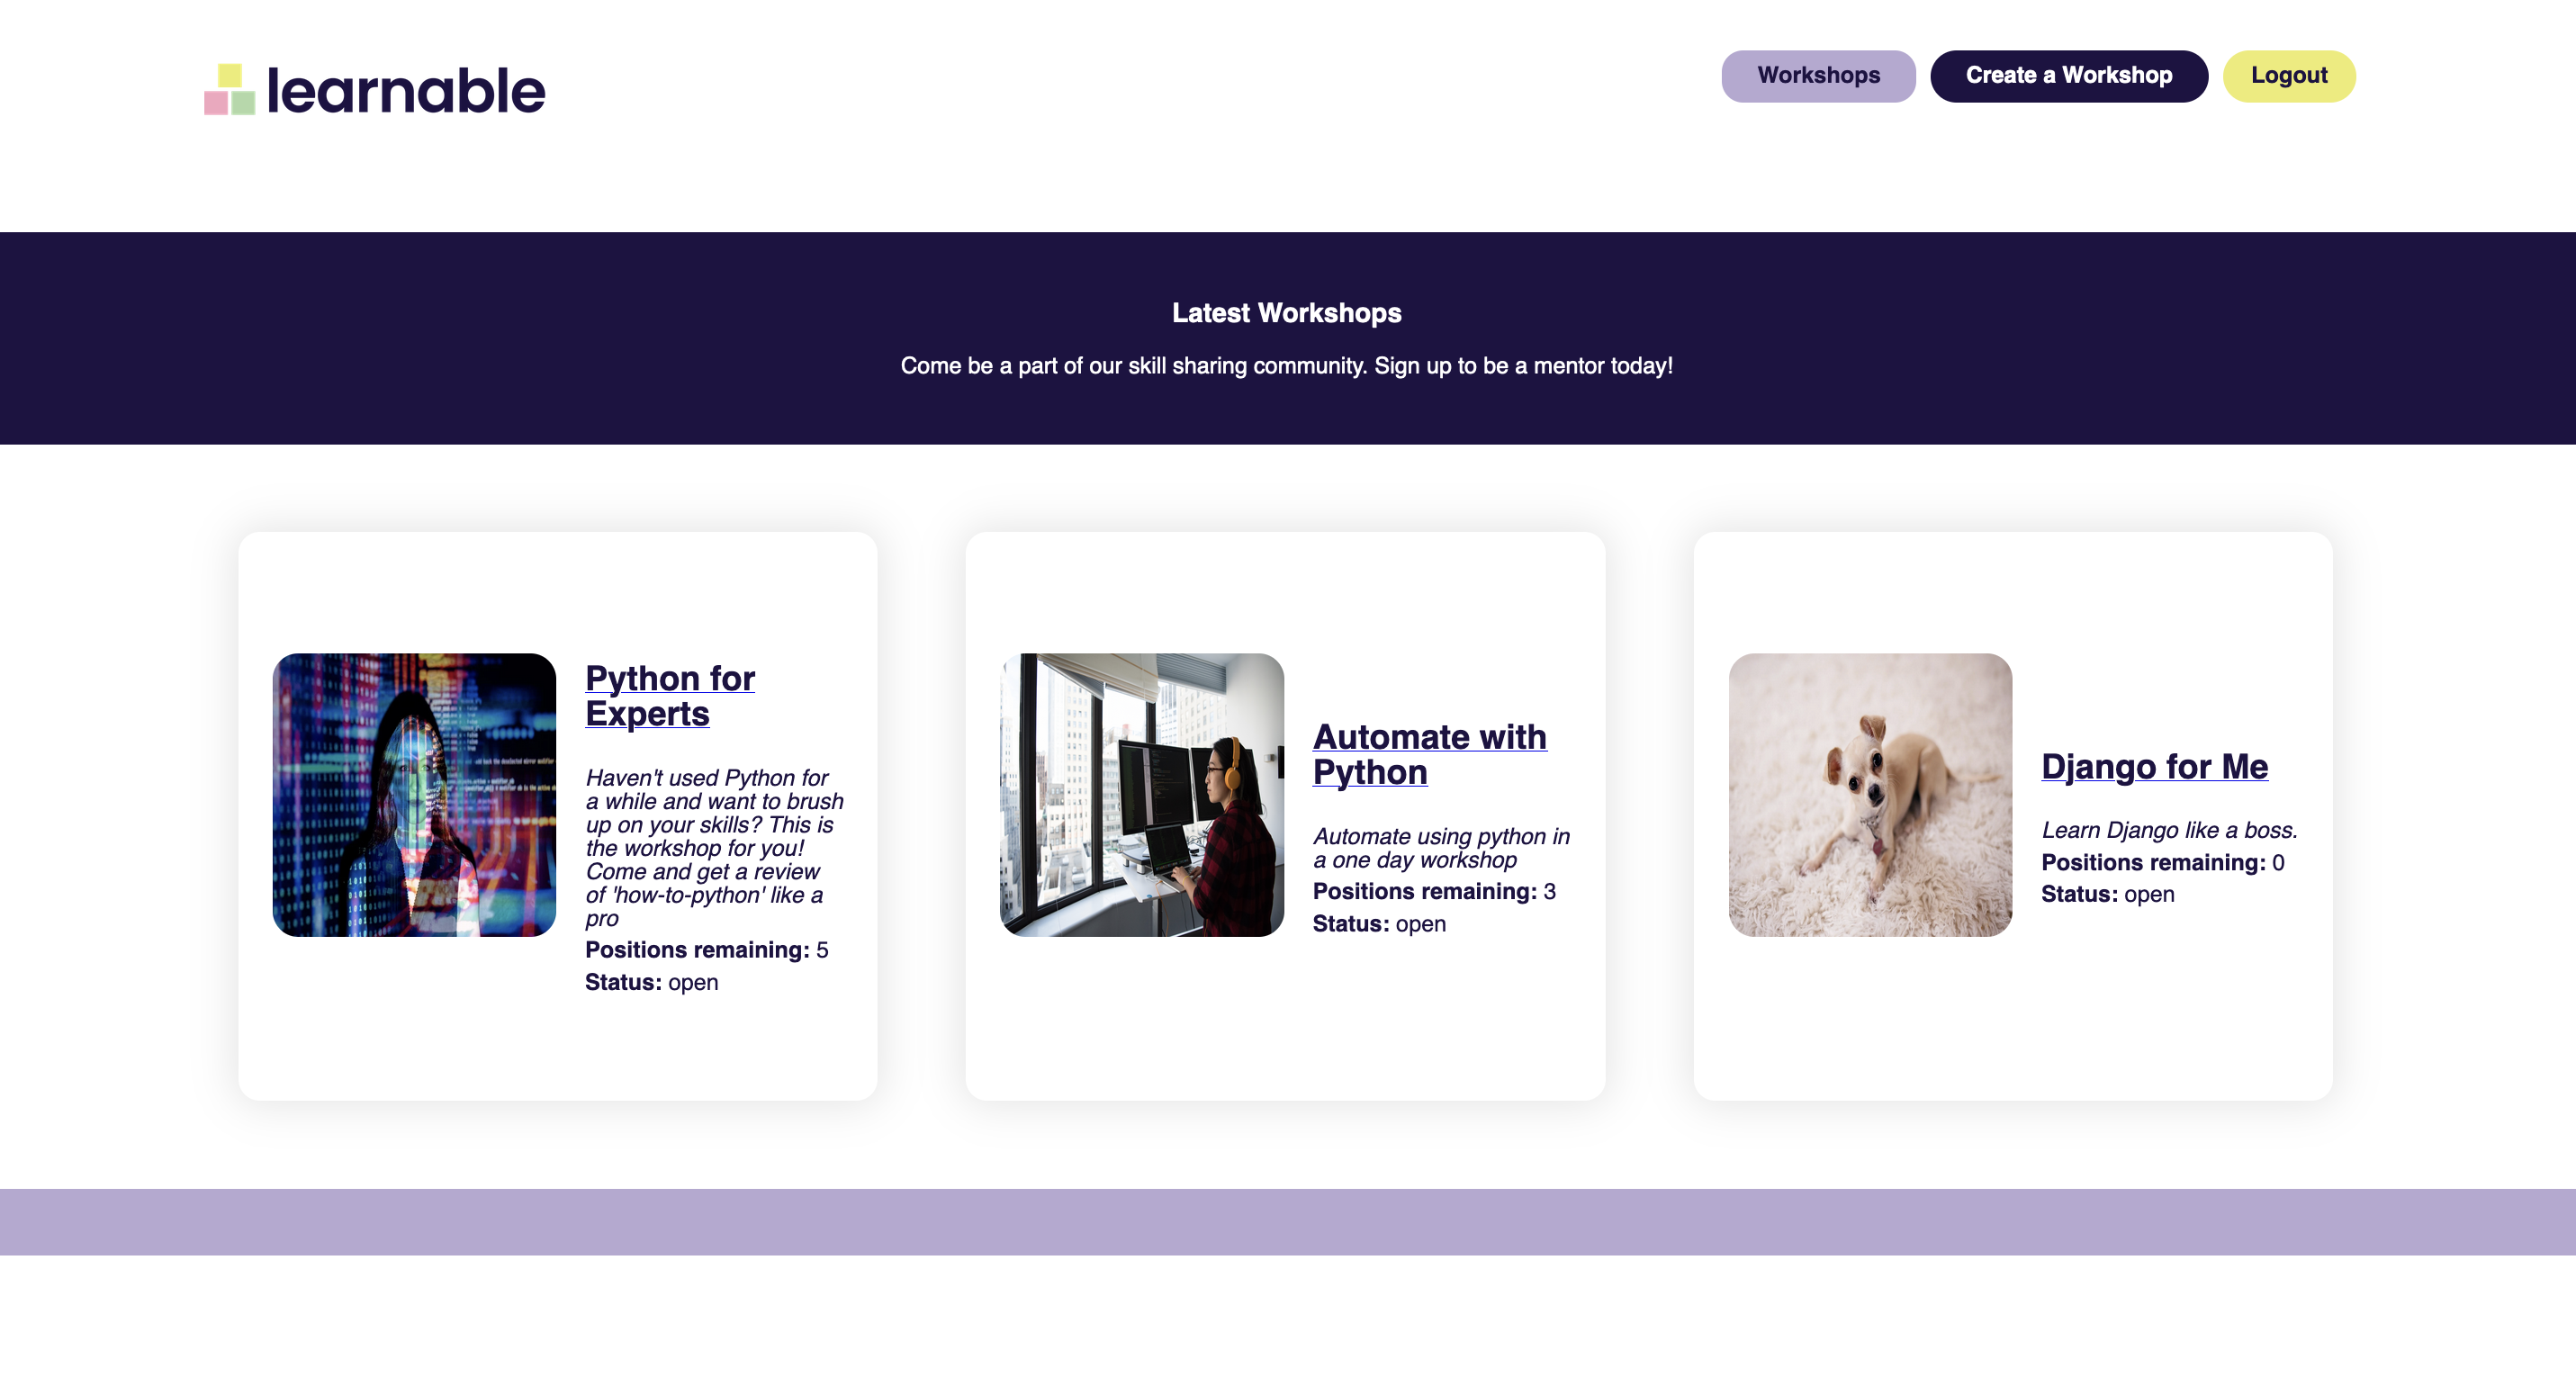 learnable
Workshops
Create a Workshop
Logout
Latest Workshops
Come be a part of our skill sharing community. Sign up to be a mentor today!
Python for
Experts
Haven't used Python for
a while and want to brush
up on your skills? This is
the workshop for you!
Come and get a review
of 'how-to-python' like a
pro
Positions remaining: 5
Status: open
Automate with
Python
Automate using python in
a one day workshop
Positions remaining: 3
Status: open
Django for Me
Learn Django like a boss.
Positions remaining: 0
Status: open